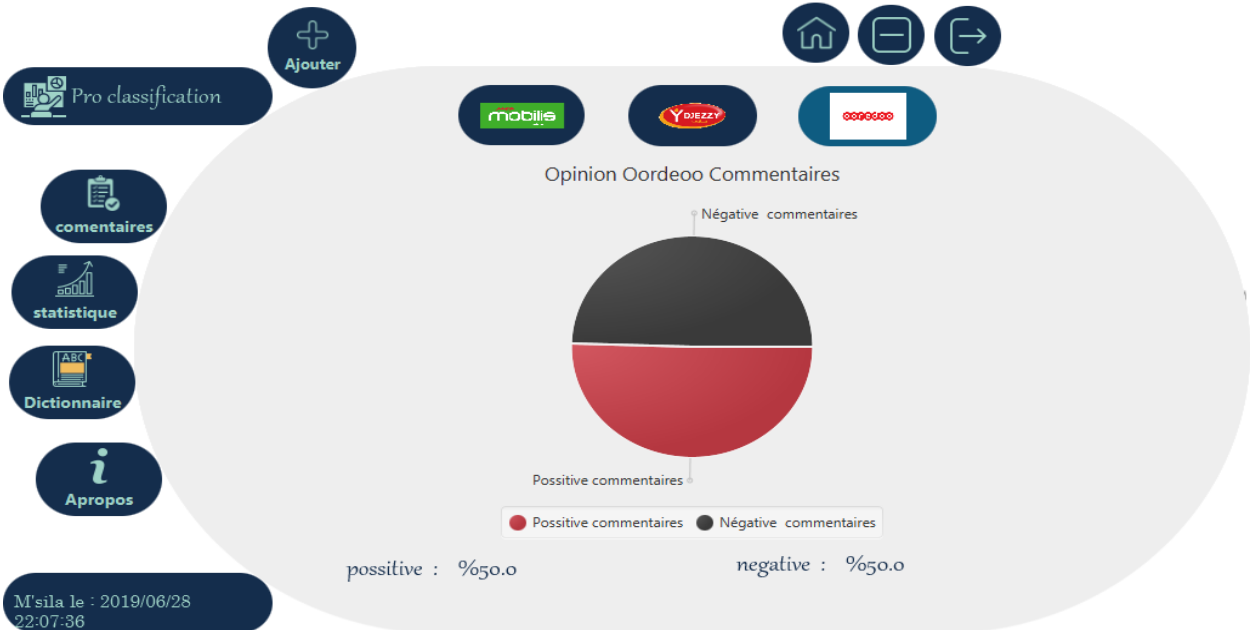 Ajouter
Pro classification
mobilis
DJEZZY
ooredoo
Opinion Oordeoo Commentaires
Négative commentaires
comentaires
statistique
ABC
Dictionnaire
Apropos
Possitive commentaires
Possitive commentaires
Négative commentaires
possitive : %50.0
negative : %50.0
M'sila le : 2019/06/28
22:07:36